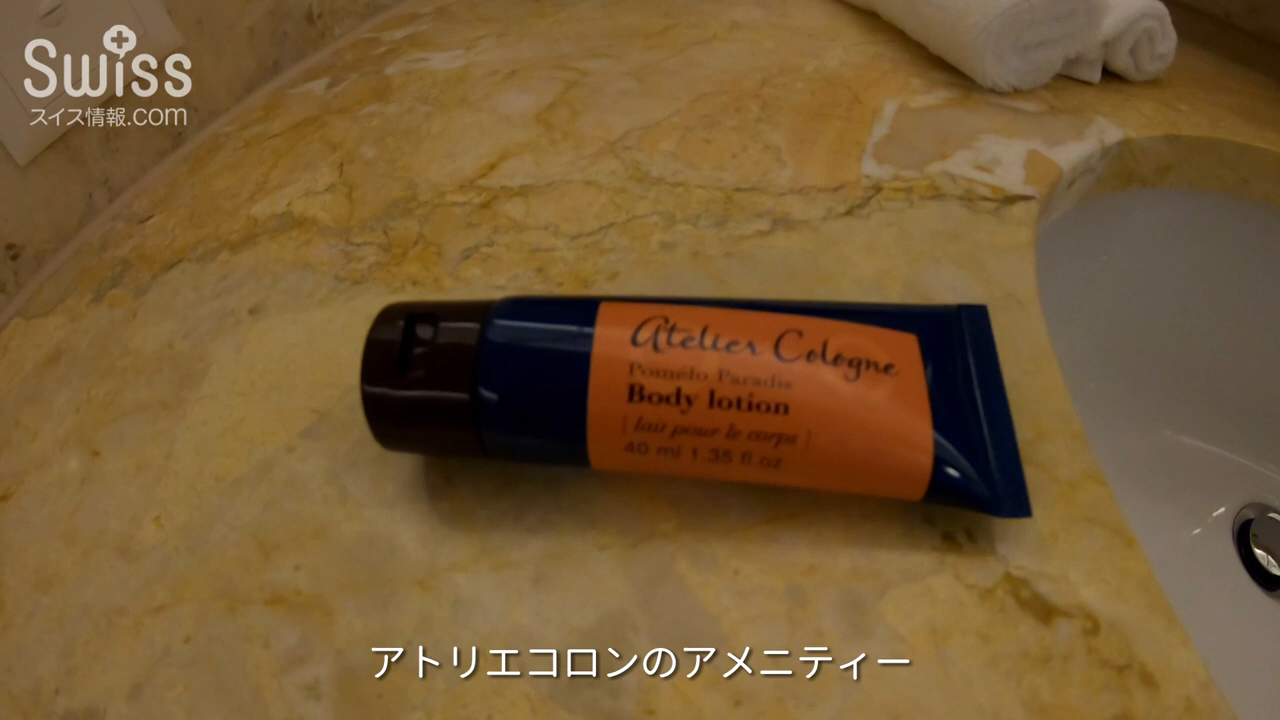 Swiss
スイス情報.com
Atelier Cologne
Pomélo Paradis
Body lotion
| lait pour le corps |
40 ml 1.35 fl.oz
アトリエコロンのアメニティー